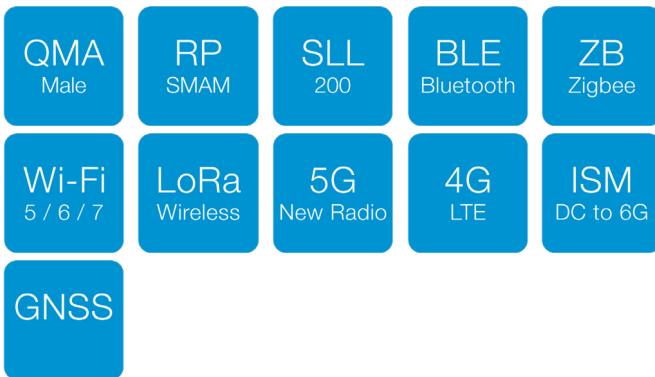 QMA
Male
RP
SMAM
SLL
200
BLE
Bluetooth
ZB
Zigbee
Wi-Fi
5 / 6 / 7
LoRa
Wireless
5G
New Radio
4G
LTE
ISM
DC to 6G
GNSS